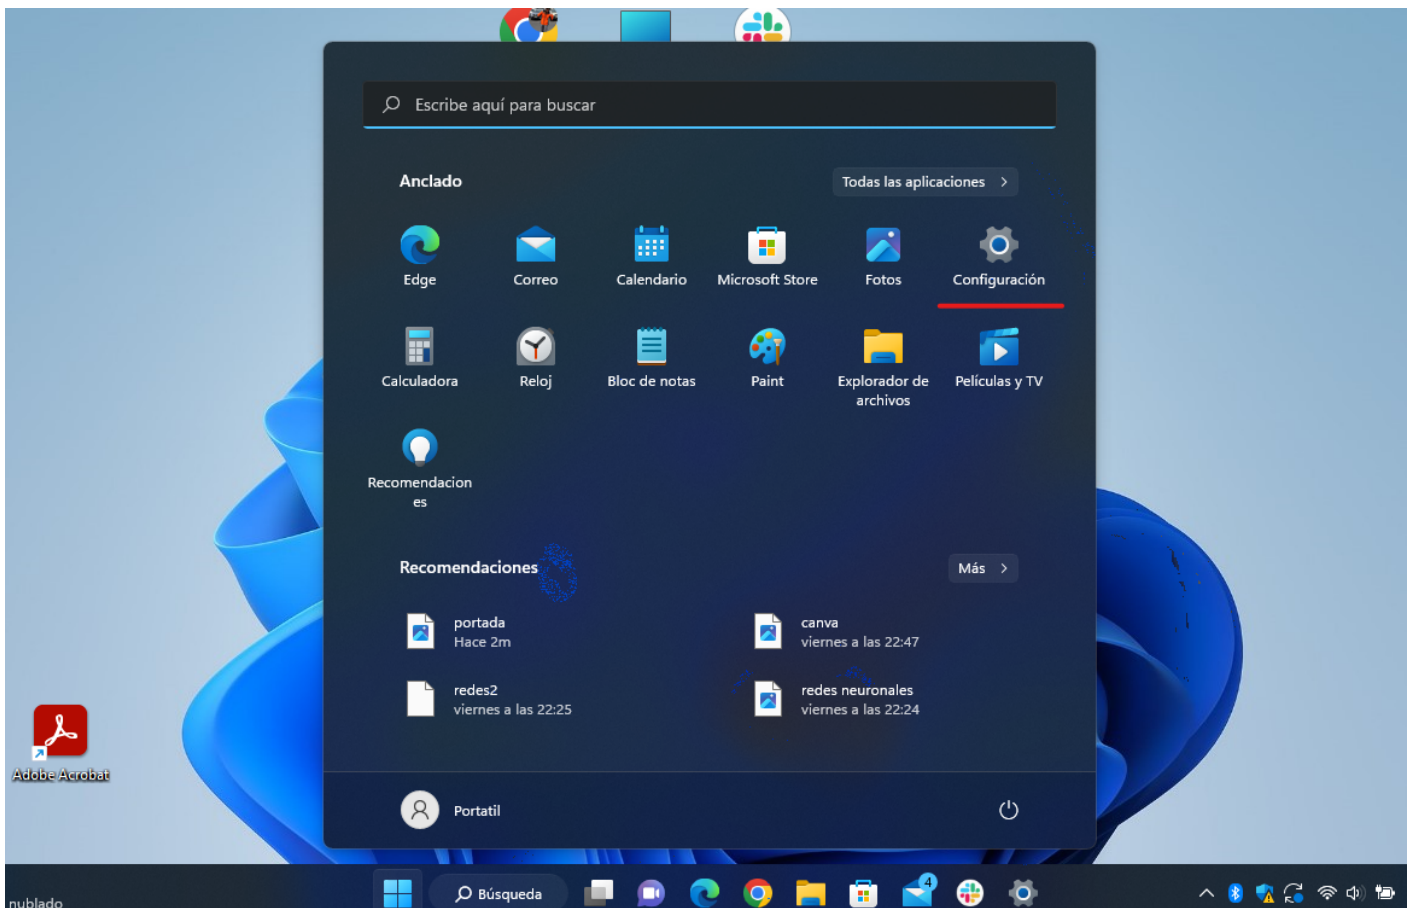 Escribe aquí para buscar
Anclado
Todas las aplicaciones
Edge
Correo
Calendario
Microsoft Store
Fotos
Configuración
Calculadora
Reloj
Bloc de notas
Paint
Explorador de
archivos
Películas y TV
Recomendacion
es
Recomendaciones
Más
portada
Hace 2m
canva
viernes a las 22:47
redes2
viernes a las 22:25
redes neuronales
viernes a las 22:24
Adobe Acrobat
Portatil
nublado
Búsqueda
4